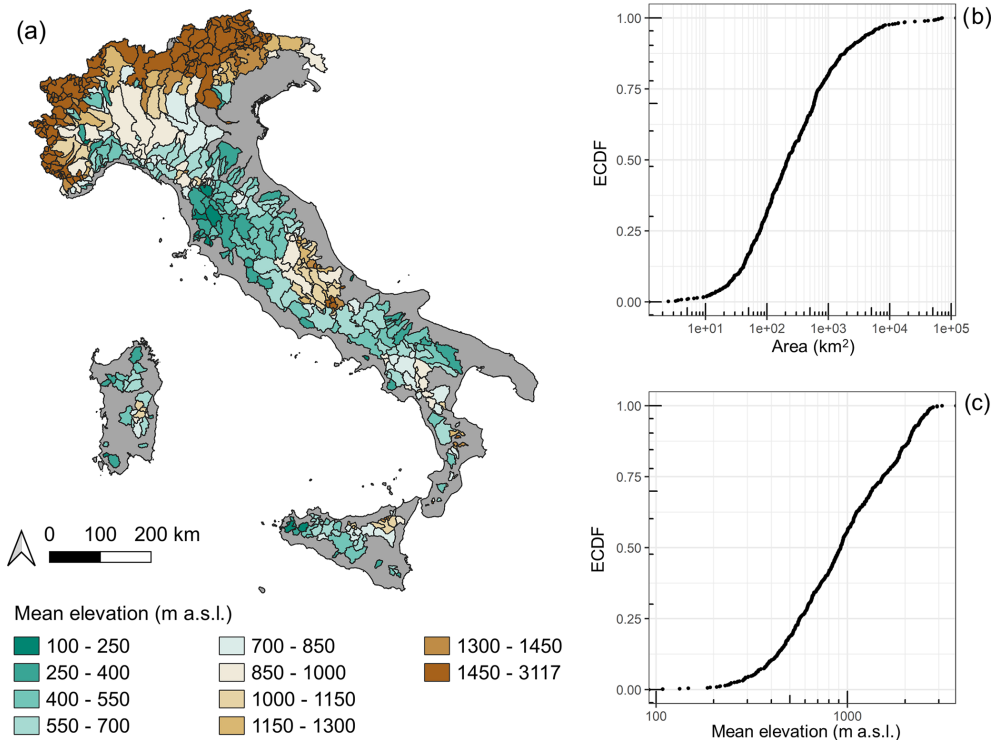 (a)
0 100 200 km
Mean elevation (m a.s.l.)
100 - 250
250 - 400
400 - 550
550 - 700
700 - 850
850 - 1000
1000 - 1150
1150 - 1300
1300 - 1450
1450 - 3117
(b)
ECDF
1.00
0.75
0.50
0.25
0.00
1e+01 1e+02 1e+03 1e+04 1e+05
Area (km²)
(c)
ECDF
1.00
0.75
0.50
0.25
0.00
100 1000
Mean elevation (m a.s.l.)